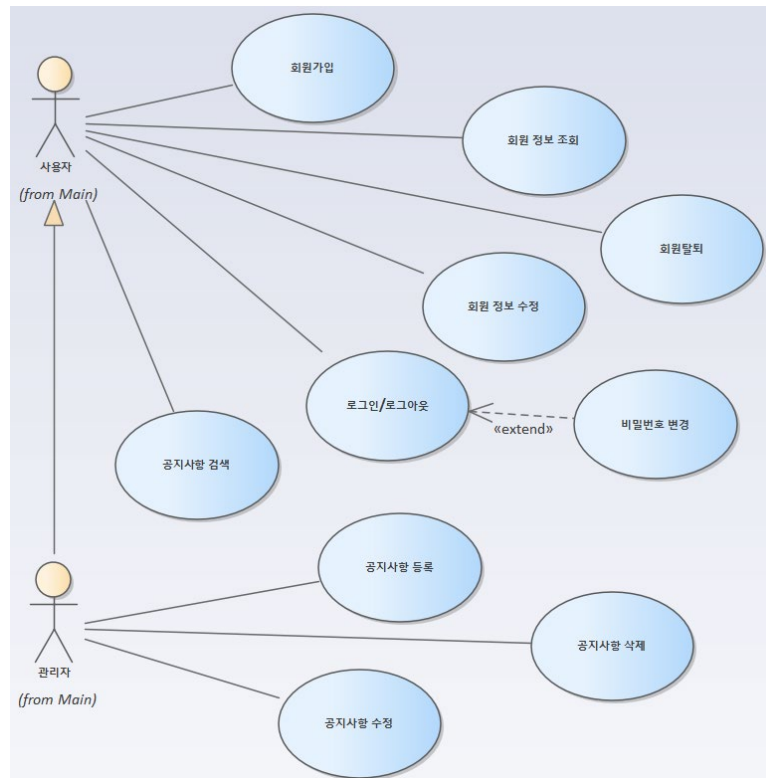 회원가입
회원 정보 조회
사용자
(from Main)
회원탈퇴
회원 정보 수정
로그인/로그아웃
«extend»
비밀번호 변경
공지사항 검색
공지사항 등록
공지사항 삭제
관리자
(from Main)
공지사항 수정